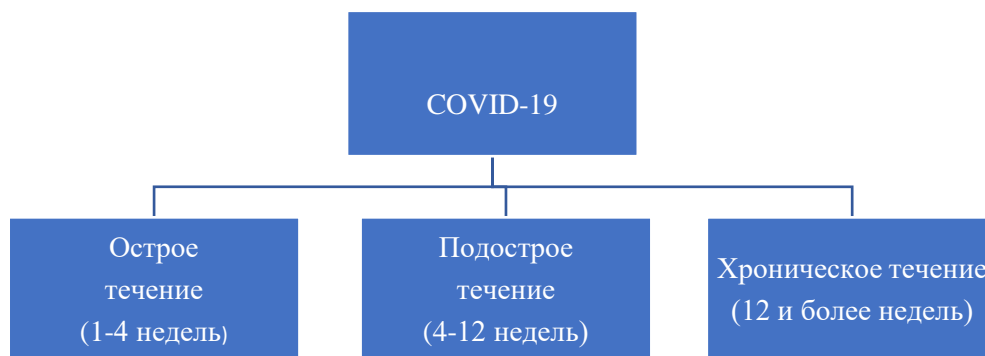 COVID-19
Острое
течение
(1-4 недель)
Подострое
течение
(4-12 недель)
Хроническое течение
(12 и более недель)